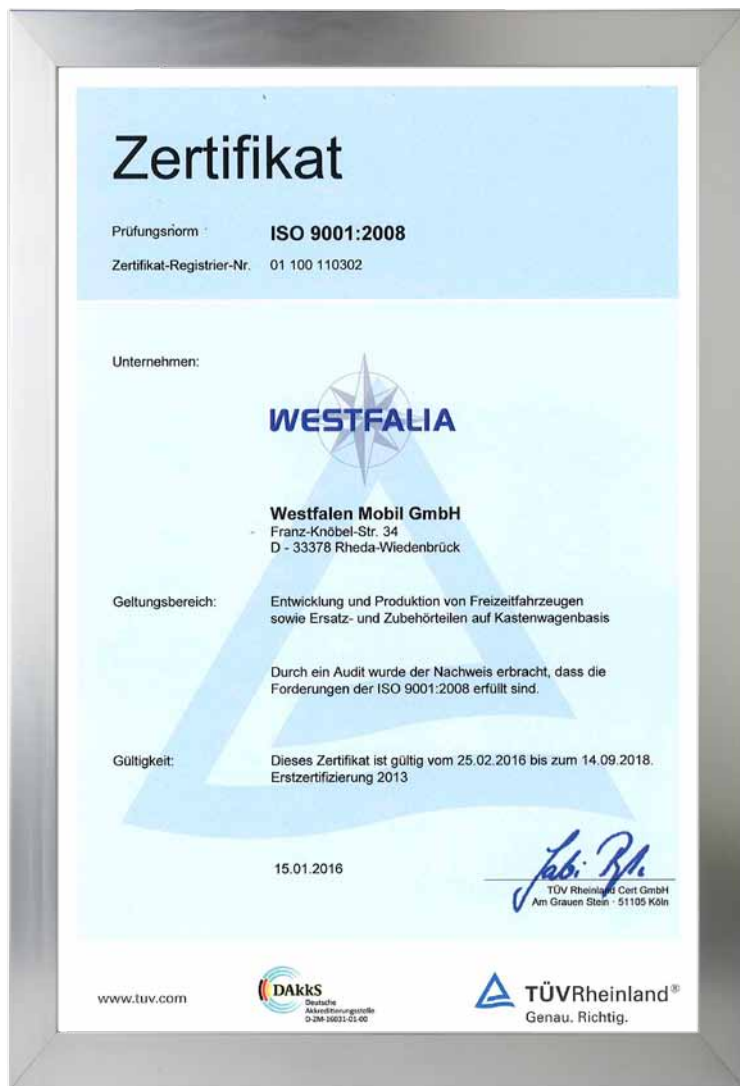 Zertifikat
Prüfungsnorm ISO 9001:2008
Zertifikat-Registrier-Nr. 01 100 110302
Unternehmen:
WESTFALIA
Westfalen Mobil GmbH
Franz-Knöbel-Str. 34
D - 33378 Rheda-Wiedenbrück
Geltungsbereich: Entwicklung und Produktion von Freizeitfahrzeugen
sowie Ersatz- und Zubehörteilen auf Kastenwagenbasis
Durch ein Audit wurde der Nachweis erbracht, dass die
Forderungen der ISO 9001:2008 erfüllt sind.
Gültigkeit: Dieses Zertifikat ist gültig vom 25.02.2016 bis zum 14.09.2018.
Erstzertifizierung 2013
15.01.2016
TÜV Rheinland Cert GmbH
Am Grauen Stein · 51105 Köln
www.tuv.com
DAkkS
Deutsche
Akkreditierungsstelle
D-ZM-16031-01-00
TÜVRheinland®
Genau. Richtig.